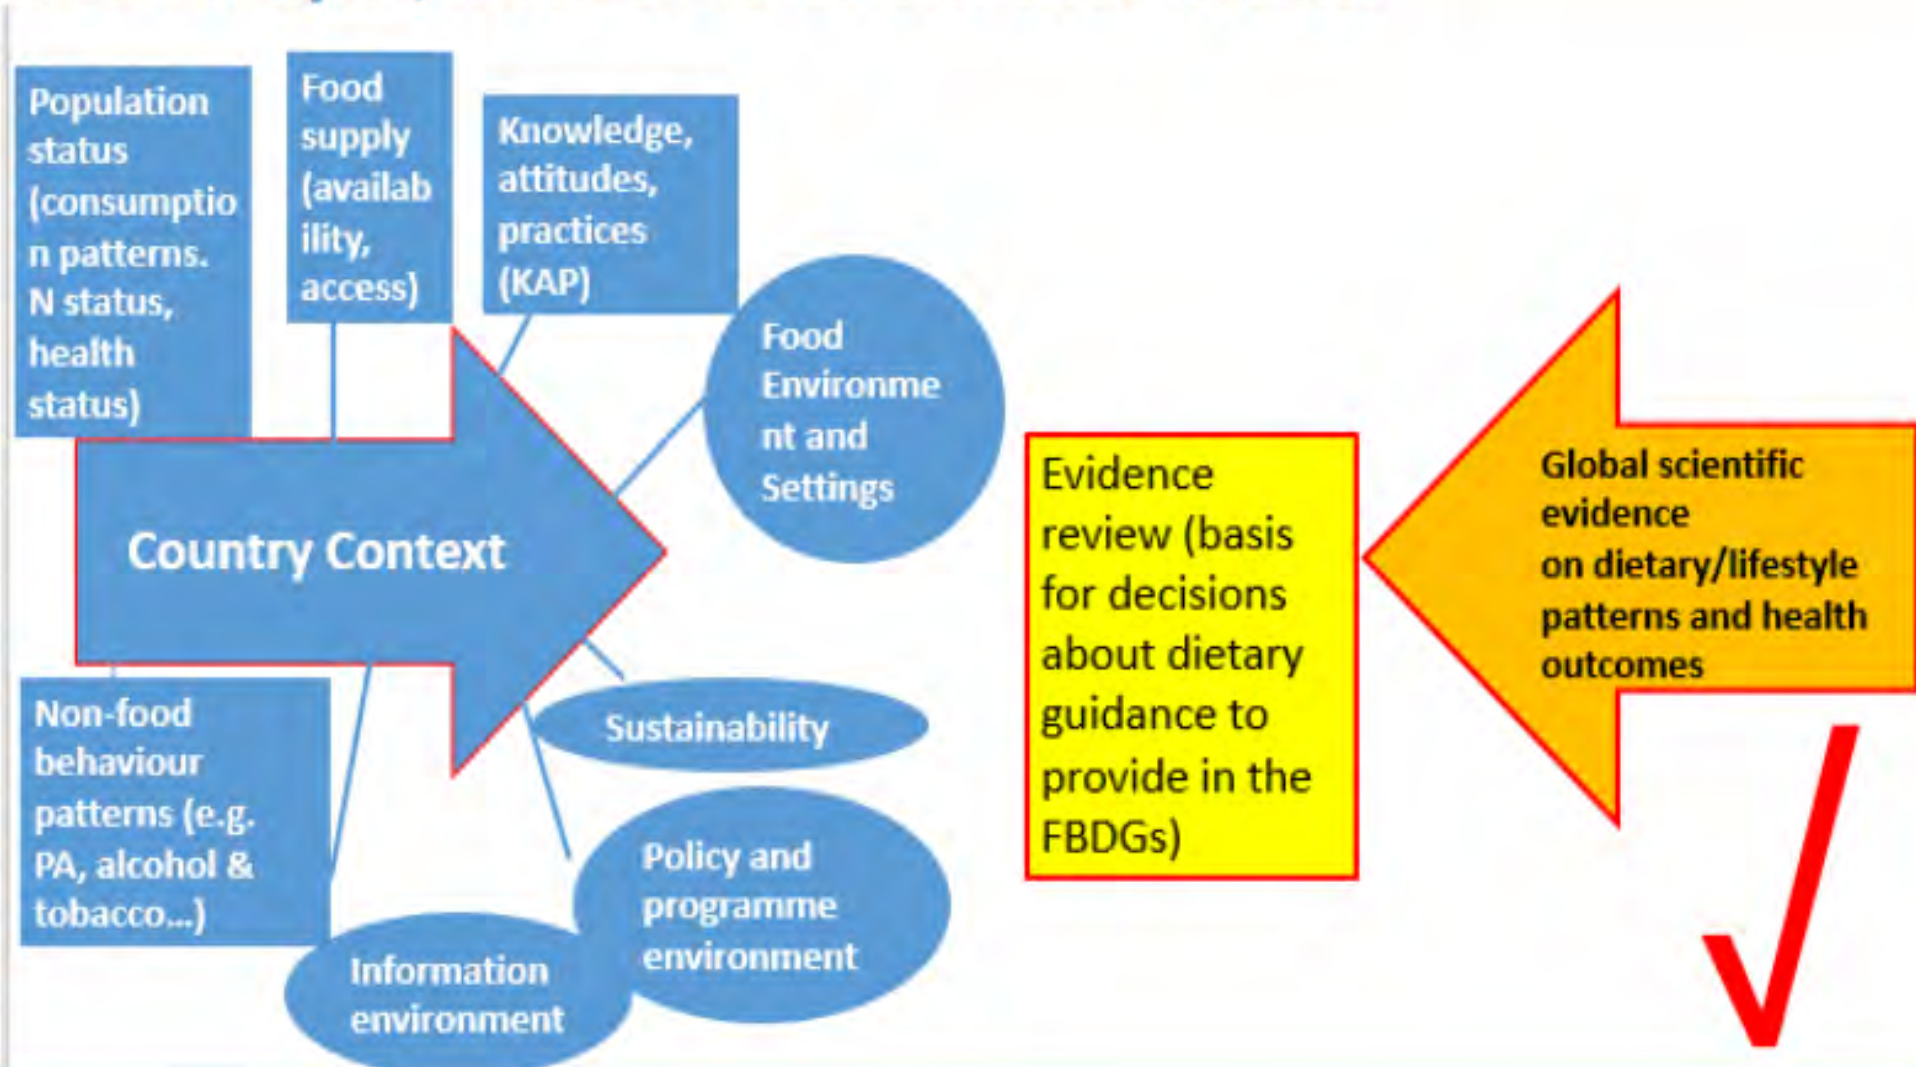 Population
status
(consumptio
n patterns.
N status,
health
status)
Food
supply
(availab
ility,
access)
Knowledge,
attitudes,
practices
(KAP)
Food
Environme
nt and
Settings
Country Context
Evidence
review (basis
for decisions
about dietary
guidance to
provide in the
FBDGs)
Global scientific
evidence
on dietary/lifestyle
patterns and health
outcomes
Non-food
behaviour
patterns (e.g.
PA, alcohol &
tobacco...)
Sustainability
Policy and
programme
environment
Information
environment